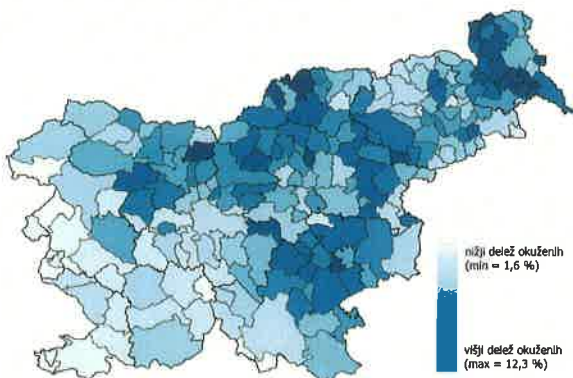 nižji delež okuženih
(min = 1,6 %)
višji delež okuženih
(max = 12,3 %)